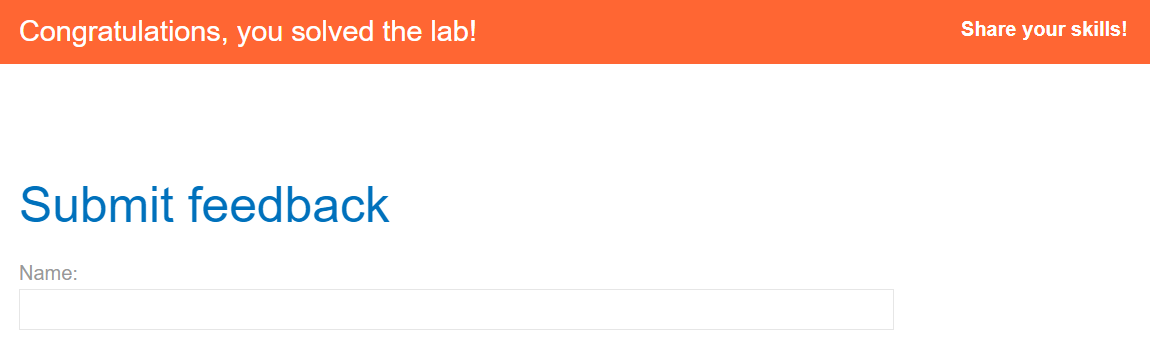 Congratulations, you solved the lab!
Share your skills!
Submit feedback
Name: